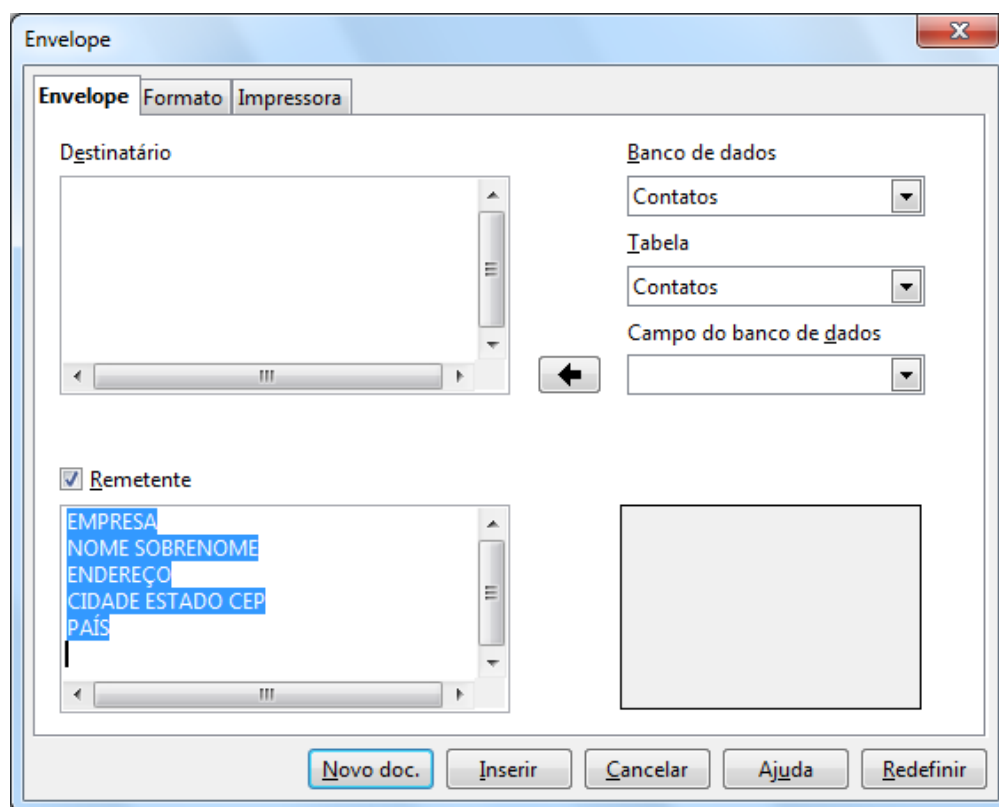 Envelope
Envelope Formato Impressora
Destinatário
Banco de dados
Contatos
Tabela
Contatos
Campo do banco de dados
Remetente
EMPRESA
NOME SOBRENOME
ENDEREÇO
CIDADE ESTADO CEP
PAÍS
Novo doc. Inserir Cancelar Ajuda Redefinir